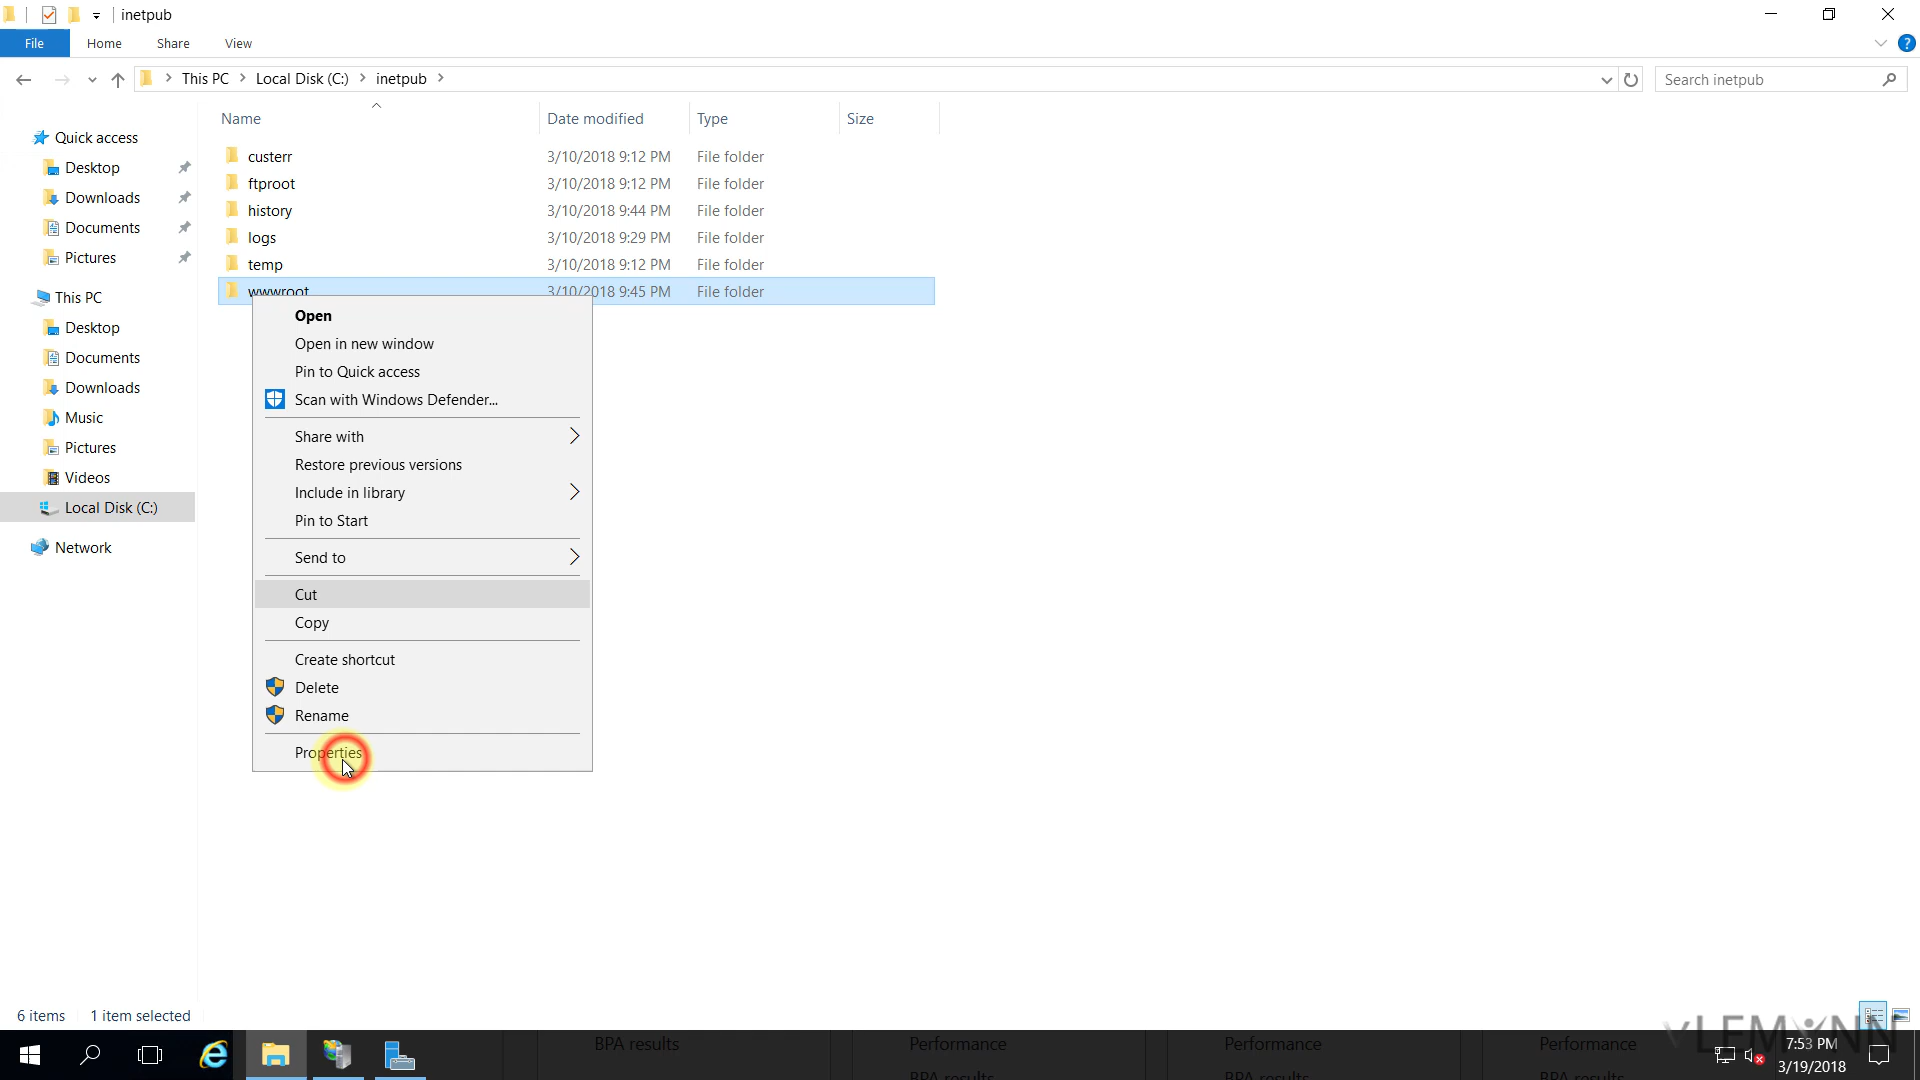 inetpub
File Home Share View
This PC Local Disk (C:) inetpub
Search inetpub
Name Date modified Type Size
Quick access
Desktop
Downloads
Documents
Pictures
This PC
Desktop
Documents
Downloads
Music
Pictures
Videos
Local Disk (C:)
Network
custerr 3/10/2018 9:12 PM File folder
ftproot 3/10/2018 9:12 PM File folder
history 3/10/2018 9:44 PM File folder
logs 3/10/2018 9:29 PM File folder
temp 3/10/2018 9:12 PM File folder
wwwroot 3/10/2018 9:45 PM File folder
Open
Open in new window
Pin to Quick access
Scan with Windows Defender...
Share with
Restore previous versions
Include in library
Pin to Start
Send to
Cut
Copy
Create shortcut
Delete
Rename
Properties
6 items 1 item selected
vLEMANN
BPA results Performance Performance Performance
BPA results BPA results BPA results
7:53 PM
3/19/2018